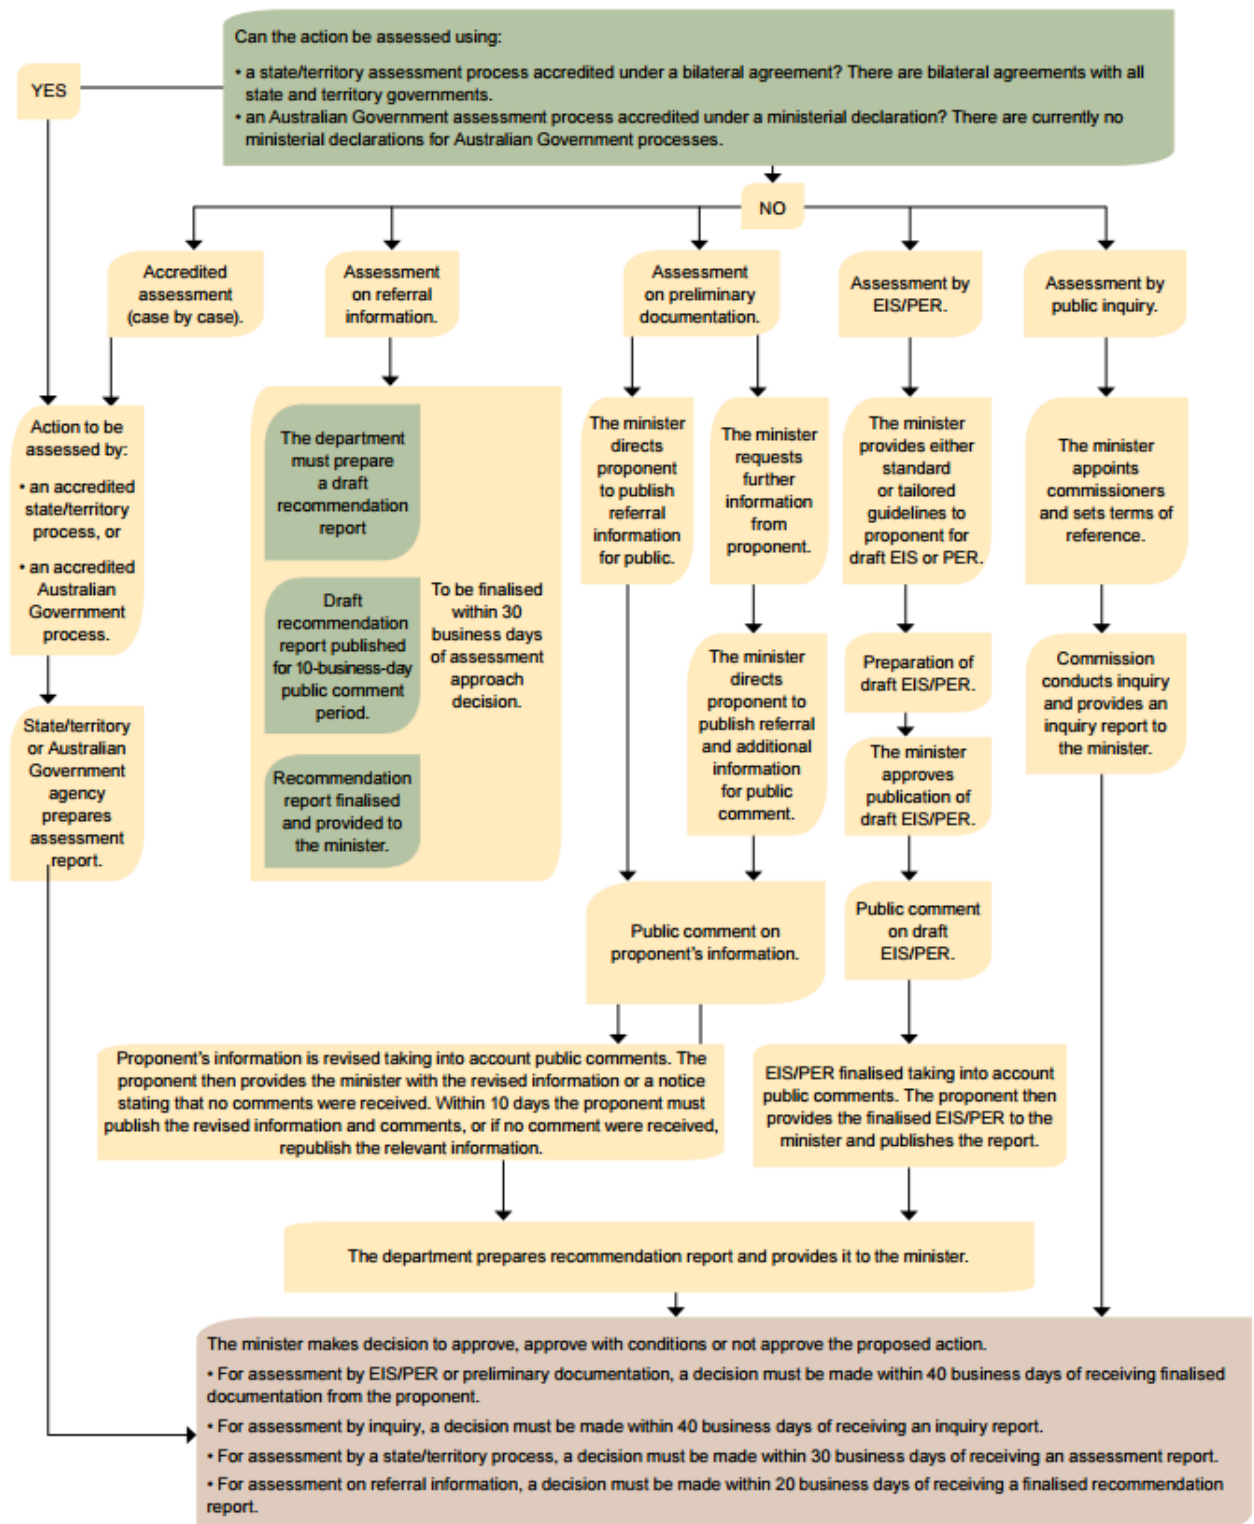 Can the action be assessed using:
• a state/territory assessment process accredited under a bilateral agreement? There are bilateral agreements with all
state and territory governments.
• an Australian Government assessment process accredited under a ministerial declaration? There are currently no
ministerial declarations for Australian Government processes.
YES
NO
Accredited
assessment
(case by case).
Assessment
on referral
information.
Assessment
on preliminary
documentation.
Assessment by
EIS/PER.
Assessment by
public inquiry.
Action to be
assessed by:
• an accredited
state/territory
process, or
• an accredited
Australian
Government
process.
State/territory
or Australian
Government
agency
prepares
assessment
report.
The department
must prepare
a draft
recommendation
report
Draft
recommendation
report published
for 10-business-day
public comment
period.
Recommendation
report finalised
and provided to
the minister.
To be finalised
within 30
business days
of assessment
approach
decision.
The minister
directs
proponent
to publish
referral
information
for public.
The minister
requests
further
information
from
proponent.
The minister
directs
proponent to
publish referral
and additional
information
for public
comment.
Public comment on
proponent's information.
The minister
provides either
standard
or tailored
guidelines to
proponent for
draft EIS or PER.
Preparation of
draft EIS/PER.
The minister
approves
publication of
draft EIS/PER.
Public comment
on draft
EIS/PER.
The minister
appoints
commissioners
and sets terms of
reference.
Commission
conducts inquiry
and provides an
inquiry report to
the minister.
Proponent's information is revised taking into account public comments. The
proponent then provides the minister with the revised information or a notice
stating that no comments were received. Within 10 days the proponent must
publish the revised information and comments, or if no comment were received,
republish the relevant information.
EIS/PER finalised taking into account
public comments. The proponent then
provides the finalised EIS/PER to the
minister and publishes the report.
The department prepares recommendation report and provides it to the minister.
The minister makes decision to approve, approve with conditions or not approve the proposed action.
• For assessment by EIS/PER or preliminary documentation, a decision must be made within 40 business days of receiving finalised
documentation from the proponent.
• For assessment by inquiry, a decision must be made within 40 business days of receiving an inquiry report.
• For assessment by a state/territory process, a decision must be made within 30 business days of receiving an assessment report.
• For assessment on referral information, a decision must be made within 20 business days of receiving a finalised recommendation
report.